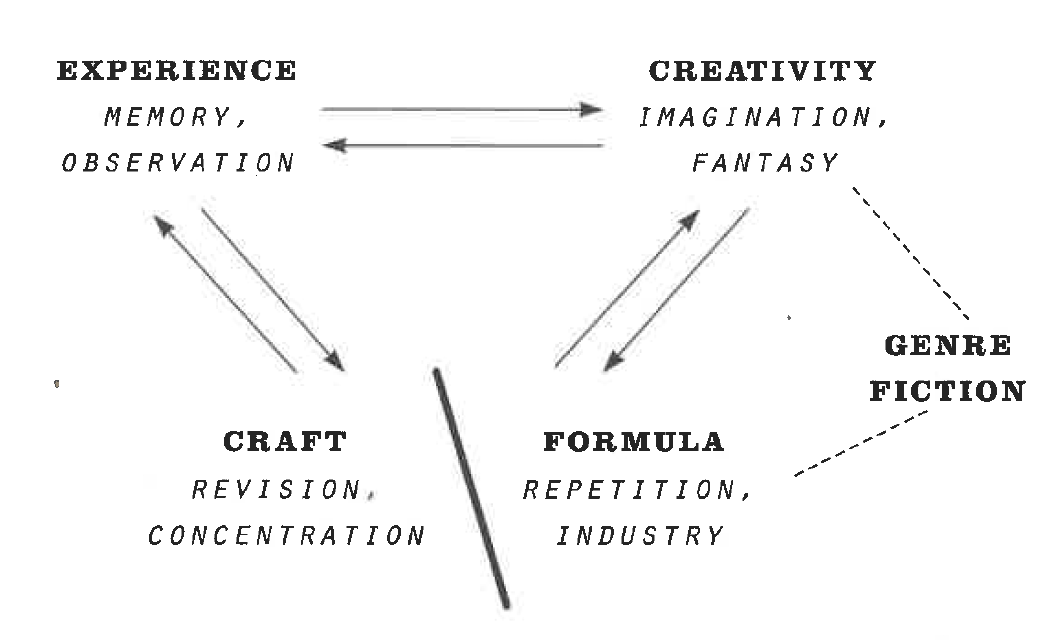 EXPERIENCE
MEMORY,
OBSERVATION
CREATIVITY
IMAGINATION,
FANTASY
GENRE
FICTION
CRAFT
REVISION,
CONCENTRATION
FORMULA
REPETITION,
INDUSTRY